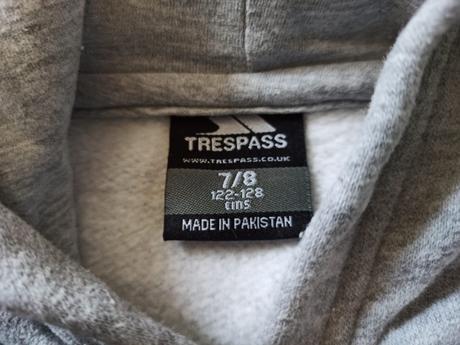 TRESPASS
WWW.TRESPASS.CO.UK
7/8
122-128
cms
MADE IN PAKISTAN